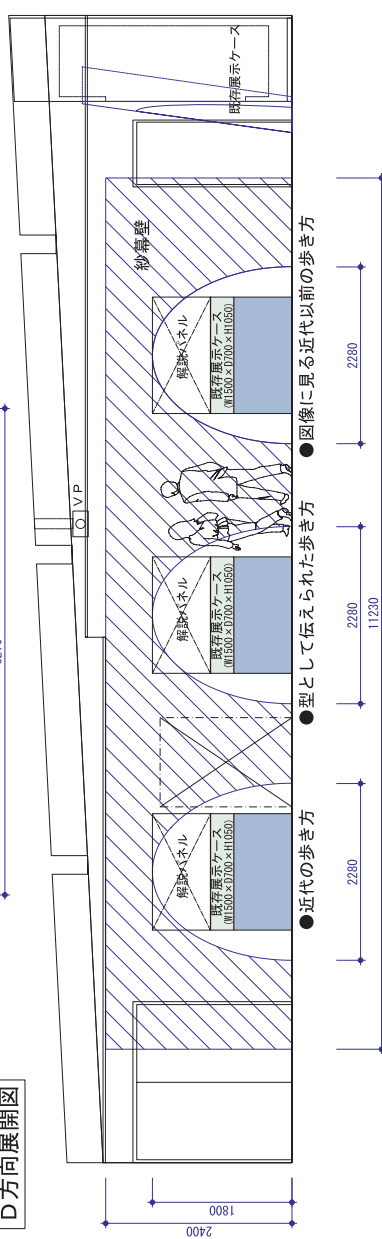 D方向展開図
VP
紗幕壁
既存展示ケース
解説パネル
既存展示ケース
(W1500×D700×H1050)
解説パネル
既存展示ケース
(W1500×D700×H1050)
解説パネル
既存展示ケース
(W1500×D700×H1050)
●近代の歩き方
●型として伝えられた歩き方
●図像に見る近代以前の歩き方
2280
2280
2280
11230
1800
2400